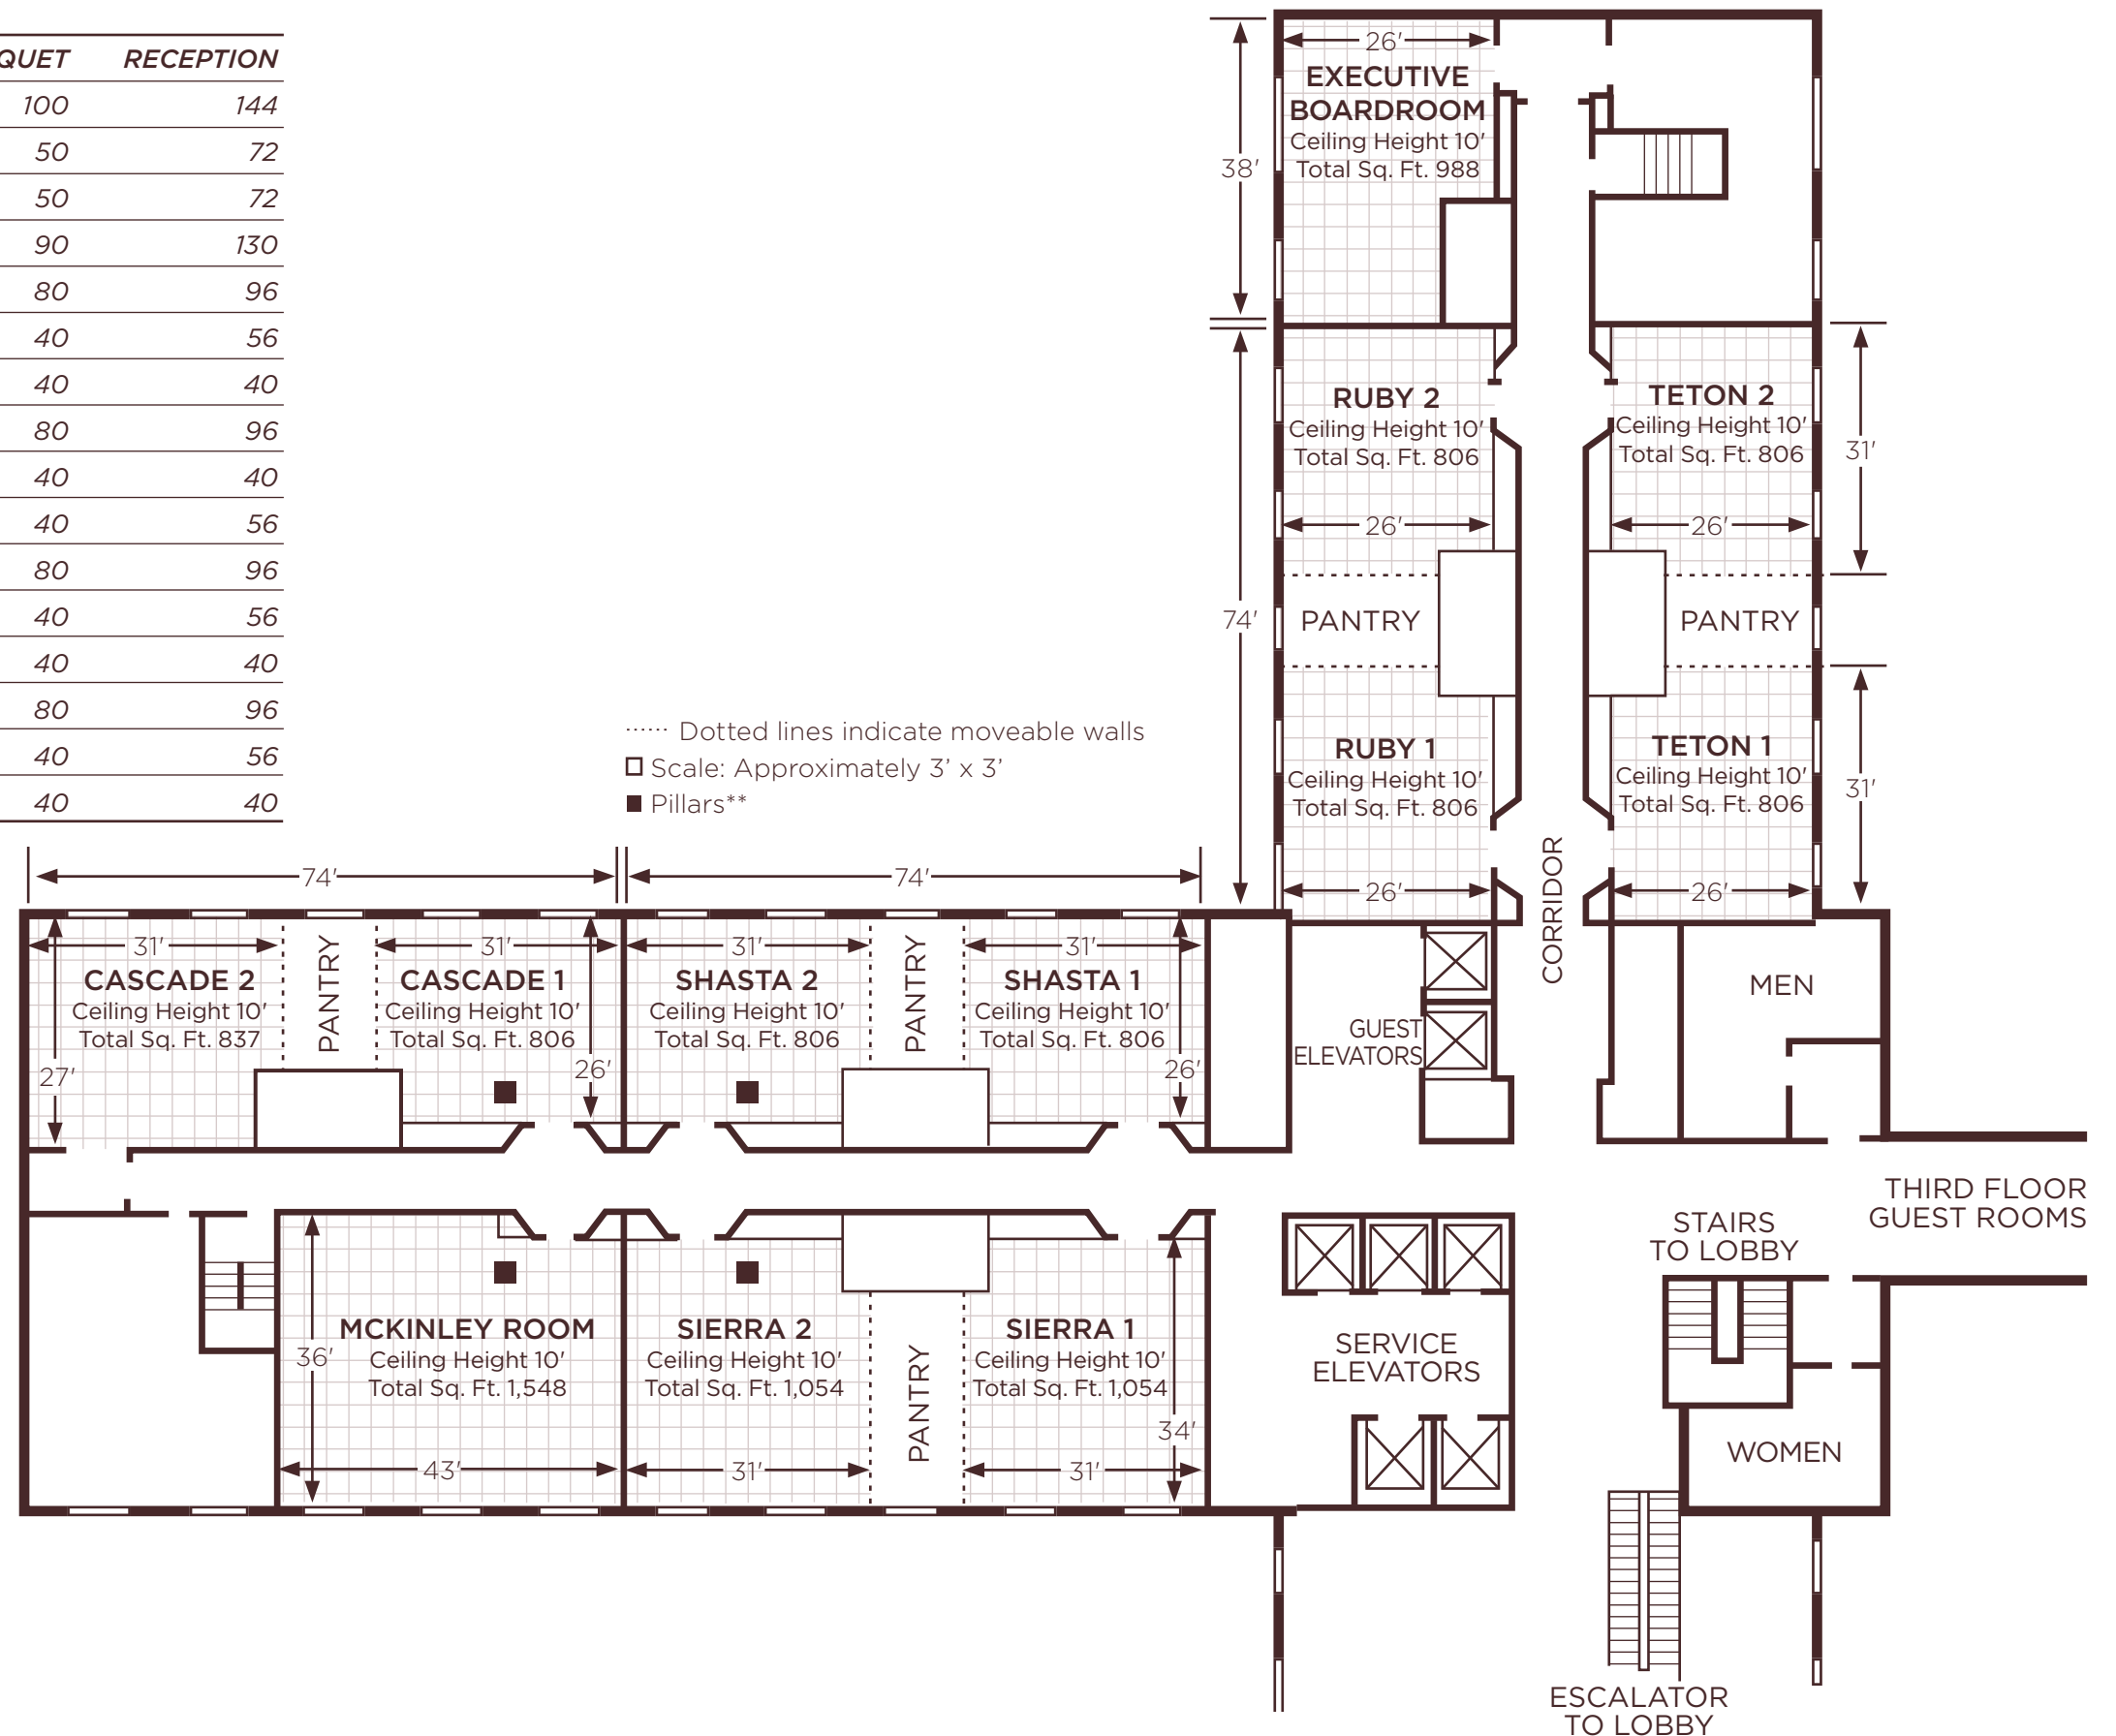 QUET RECEPTION
100 144
50 72
50 72
90 130
80 96
40 56
40 40
80 96
40 40
40 56
80 96
40 56
40 40
80 96
40 56
40 40
26'
EXECUTIVE
BOARDROOM
Ceiling Height 10'
Total Sq. Ft. 988
38'
RUBY 2
Ceiling Height 10'
Total Sq. Ft. 806
26'
TETON 2
Ceiling Height 10'
Total Sq. Ft. 806
26'
31'
74'
PANTRY
PANTRY
RUBY 1
Ceiling Height 10'
Total Sq. Ft. 806
26'
TETON 1
Ceiling Height 10'
Total Sq. Ft. 806
26'
31'
CORRIDOR
...... Dotted lines indicate moveable walls
Scale: Approximately 3’ x 3’
Pillars**
74'
74'
31'
CASCADE 2
Ceiling Height 10'
Total Sq. Ft. 837
27'
PANTRY
31'
CASCADE 1
Ceiling Height 10'
Total Sq. Ft. 806
26'
31'
SHASTA 2
Ceiling Height 10'
Total Sq. Ft. 806
PANTRY
31'
SHASTA 1
Ceiling Height 10'
Total Sq. Ft. 806
26'
GUEST
ELEVATORS
MEN
THIRD FLOOR
GUEST ROOMS
STAIRS
TO LOBBY
MCKINLEY ROOM
Ceiling Height 10'
Total Sq. Ft. 1,548
36'
43'
SIERRA 2
Ceiling Height 10'
Total Sq. Ft. 1,054
31'
PANTRY
SIERRA 1
Ceiling Height 10'
Total Sq. Ft. 1,054
34'
31'
SERVICE
ELEVATORS
WOMEN
ESCALATOR
TO LOBBY